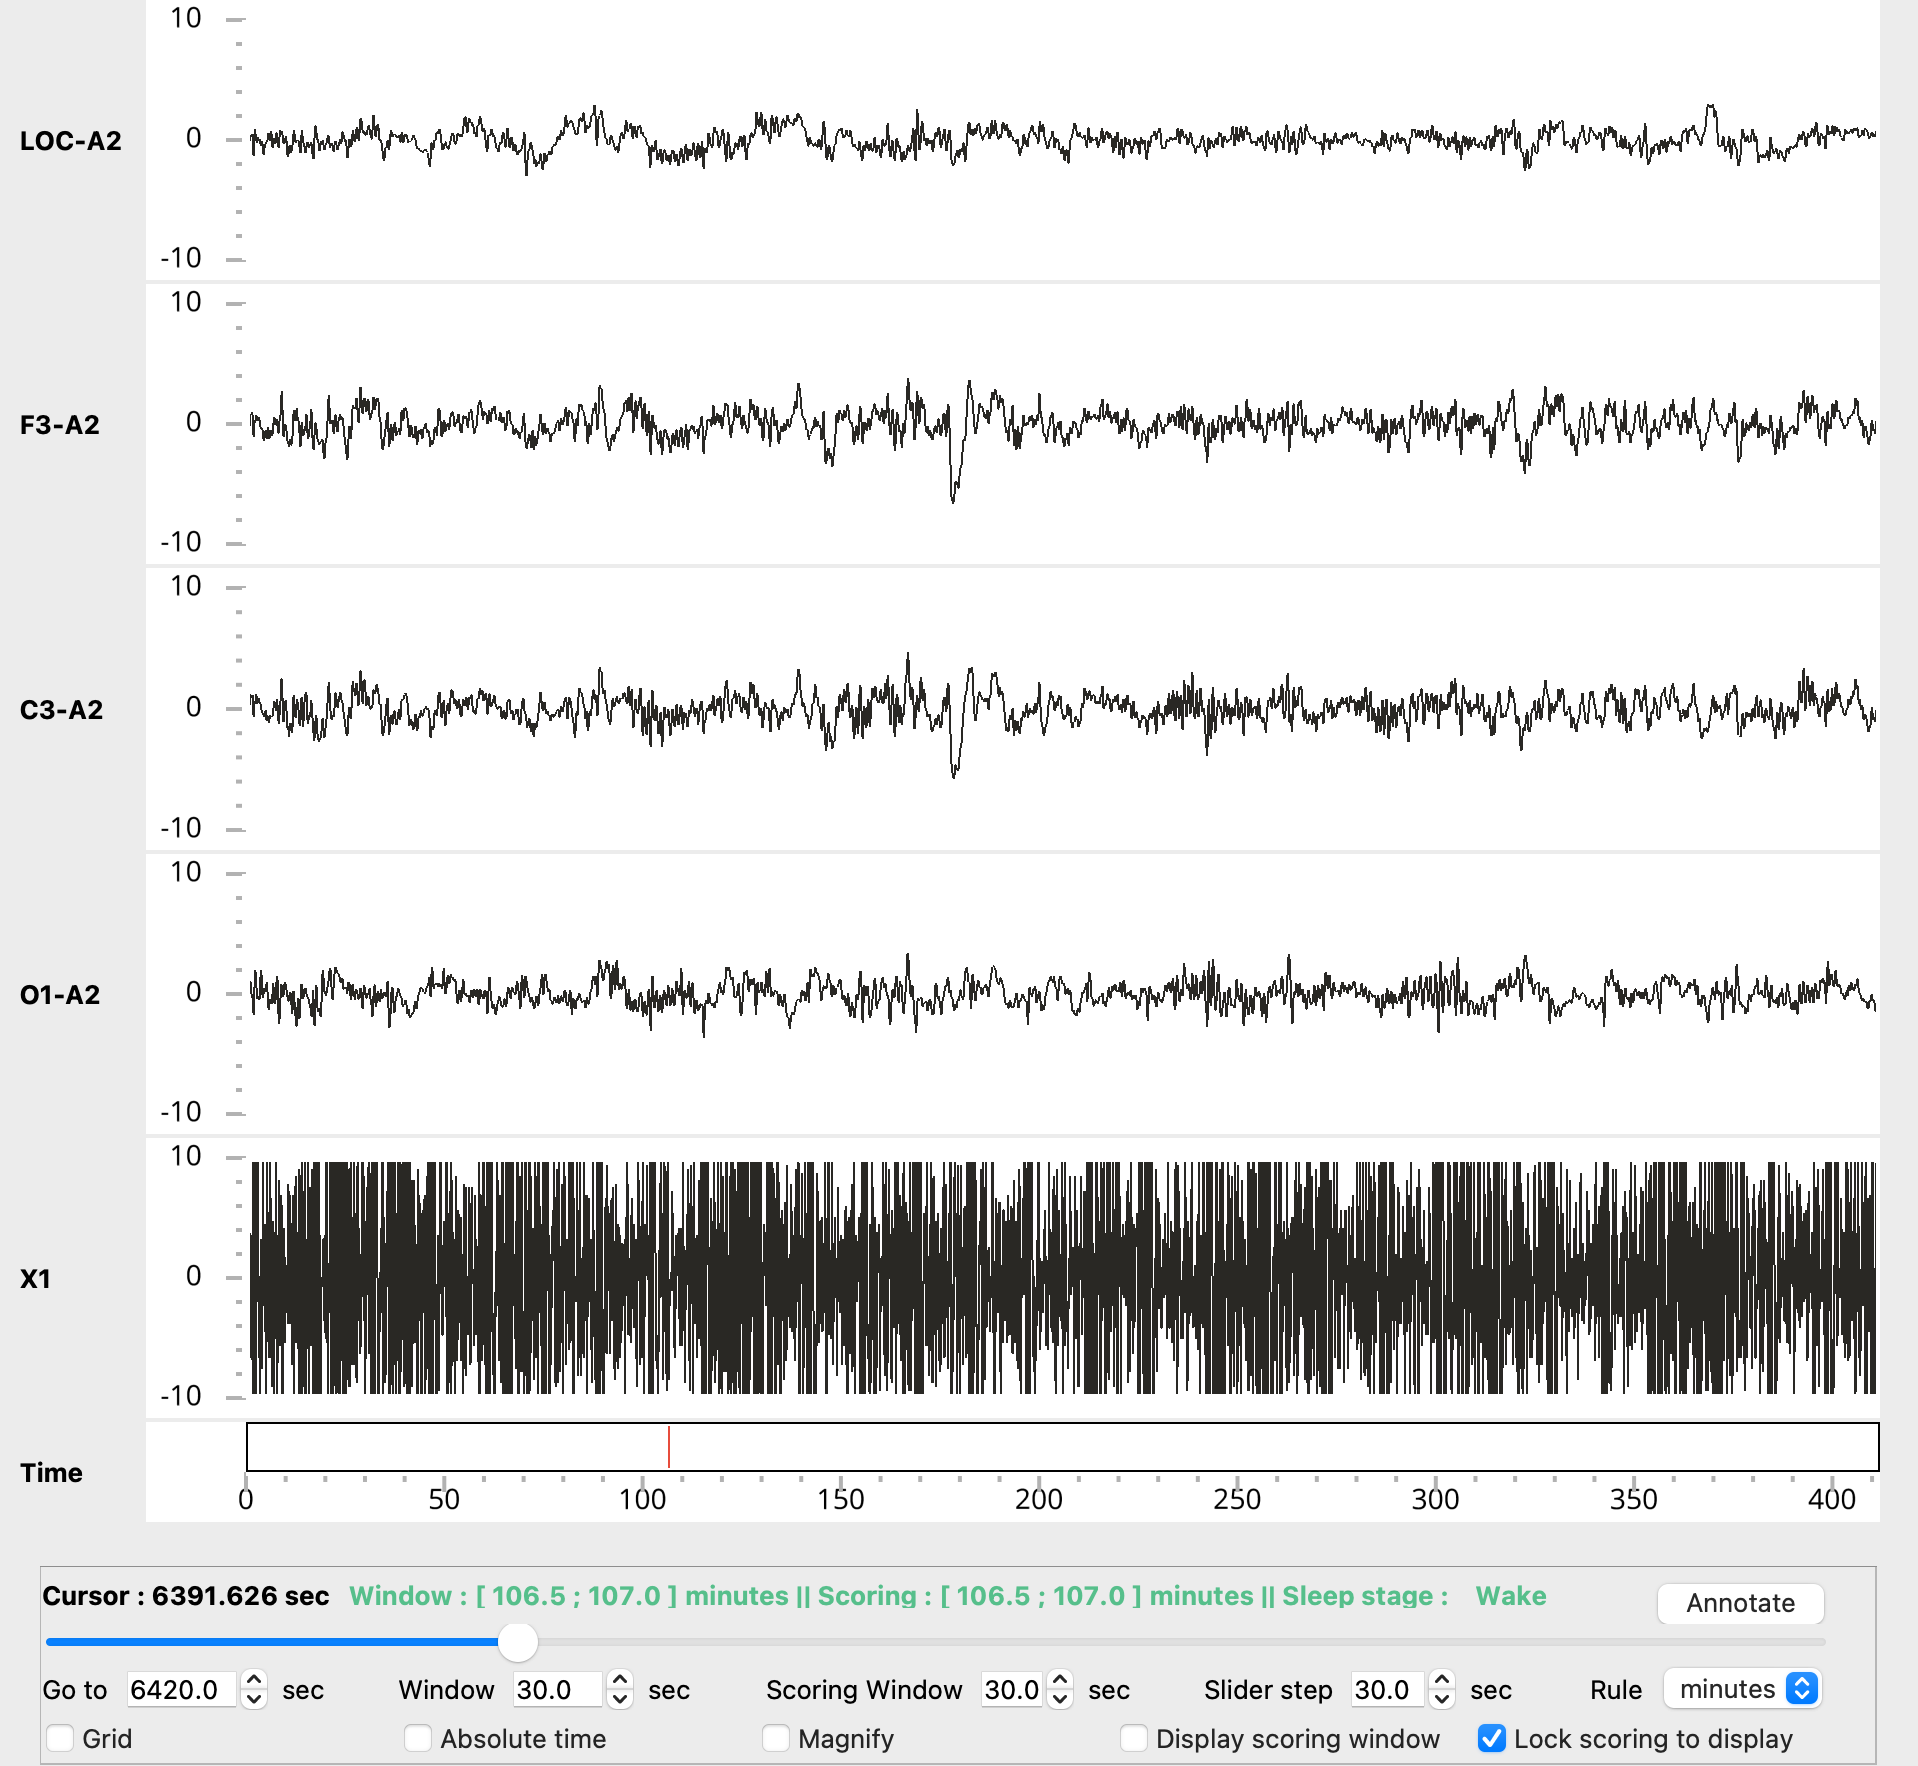 10
LOC-A2 0
-10
10
F3-A2 0
-10
10
C3-A2 0
-10
10
O1-A2 0
-10
10
X1 0
-10
Time
0 50 100 150 200 250 300 350 400
Cursor : 6391.626 sec Window : [ 106.5 ; 107.0 ] minutes || Scoring : [ 106.5 ; 107.0 ] minutes || Sleep stage : Wake Annotate
Go to 6420.0 sec Window 30.0 sec Scoring Window 30.0 sec Slider step 30.0 sec Rule minutes
Grid Absolute time Magnify Display scoring window Lock scoring to display